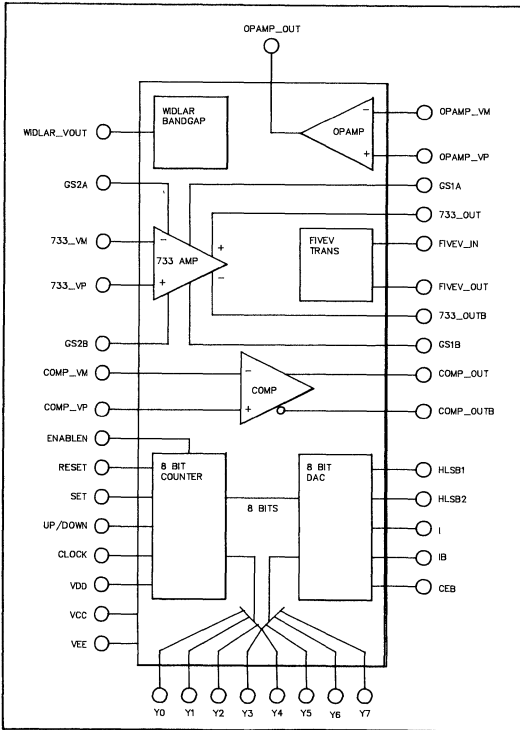 OPAMP_OUT
WIDLAR
BANDGAP
OPAMP
-
+
OPAMP_VM
OPAMP_VP
WIDLAR_VOUT
GS2A
GS1A
733_OUT
733_VM
733 AMP
-
+
+
-
FIVEV
TRANS
FIVEV_IN
733_VP
FIVEV_OUT
733_OUTB
GS2B
GS1B
COMP_VM
-
COMP
+
COMP_OUT
COMP_VP
COMP_OUTB
ENABLEN
8 BIT
COUNTER
8 BIT
DAC
RESET
HLSB1
SET
8 BITS
HLSB2
UP/DOWN
I
CLOCK
IB
VDD
CEB
VCC
VEE
Y0 Y1 Y2 Y3 Y4 Y5 Y6 Y7